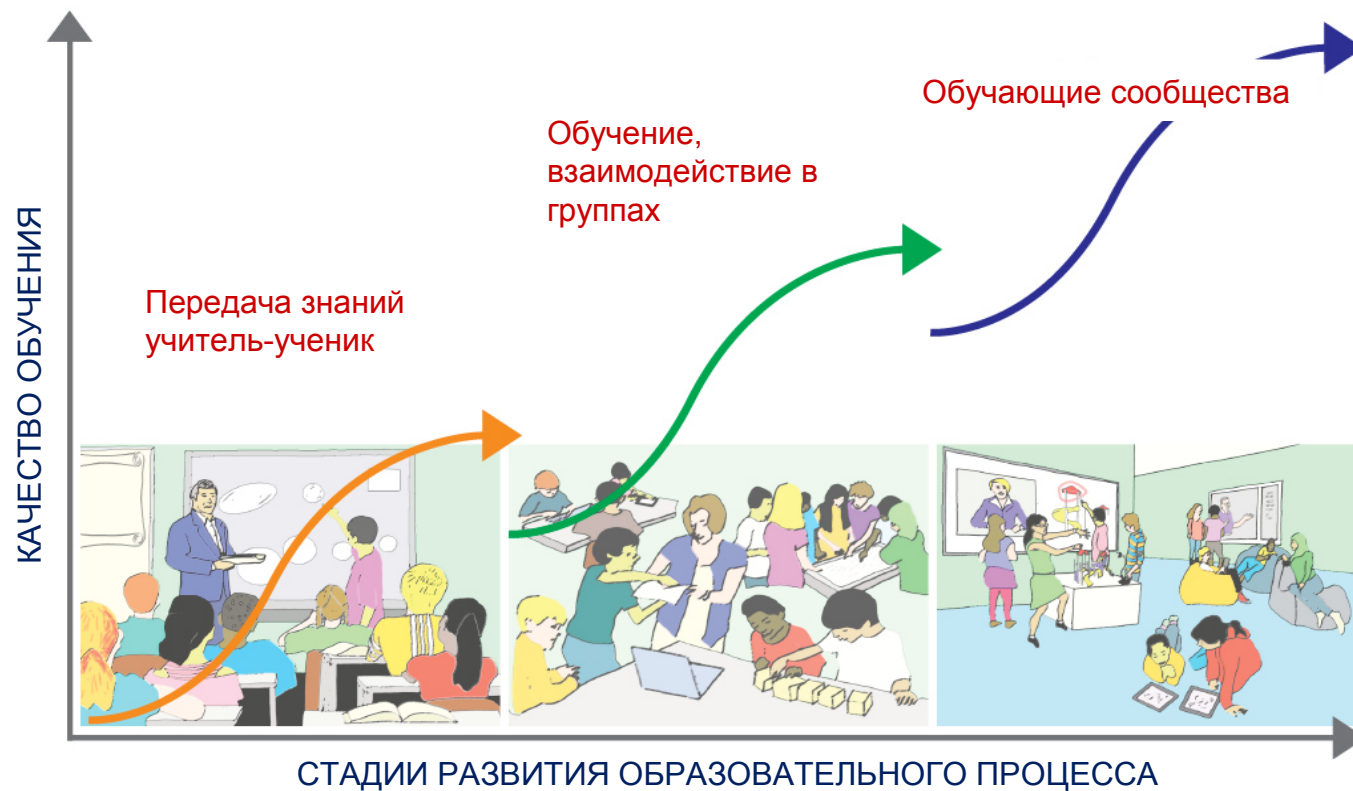 Обучающие сообщества
Обучение,
взаимодействие в
группах
Передача знаний
учитель-ученик
КАЧЕСТВО ОБУЧЕНИЯ
СТАДИИ РАЗВИТИЯ ОБРАЗОВАТЕЛЬНОГО ПРОЦЕССА